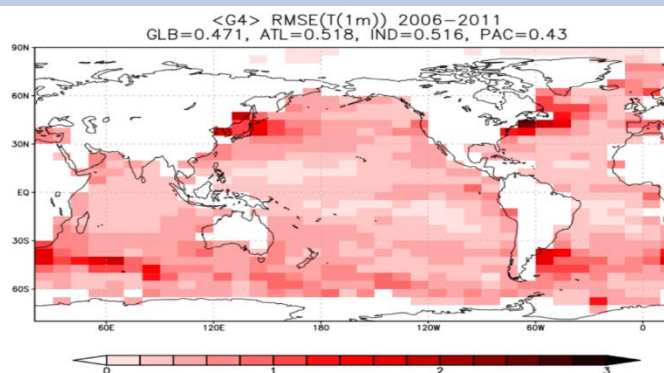 <G4> RMSE(T(1m)) 2006−2011
GLB=0.471, ATL=0.518, IND=0.516, PAC=0.43
90N
60N
30N
EQ
30S
60S
60E 120E 180 120W 60W 0
0 1 2 3